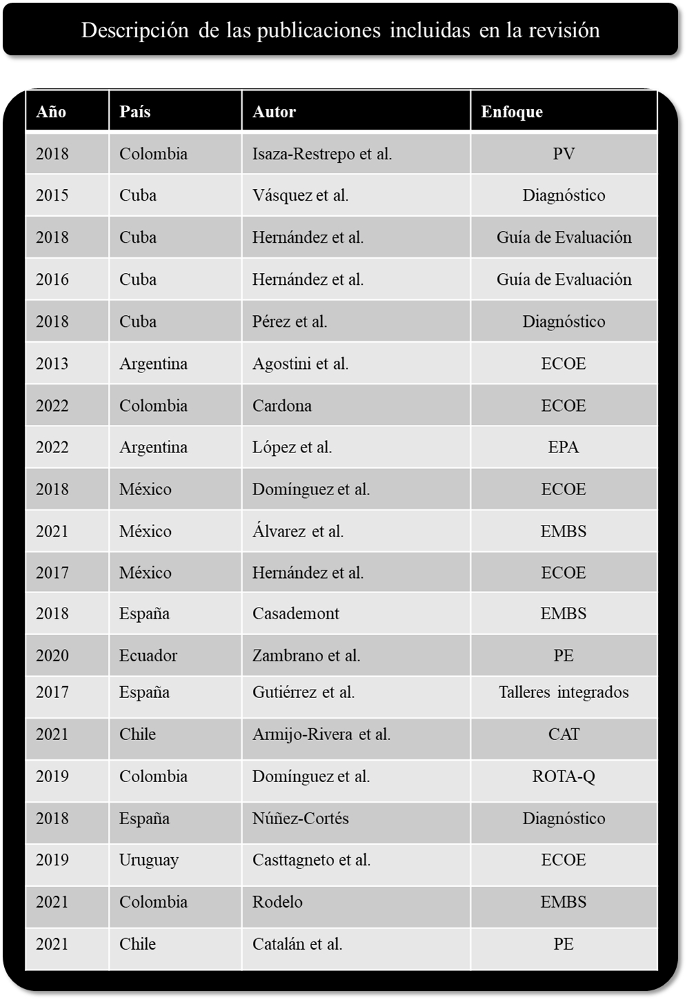 Descripción de las publicaciones incluidas en la revisión
Año País Autor Enfoque
2018 Colombia Isaza-Restrepo et al. PV
2015 Cuba Vásquez et al. Diagnóstico
2018 Cuba Hernández et al. Guía de Evaluación
2016 Cuba Hernández et al. Guía de Evaluación
2018 Cuba Pérez et al. Diagnóstico
2013 Argentina Agostini et al. ECOE
2022 Colombia Cardona ECOE
2022 Argentina López et al. EPA
2018 México Domínguez et al. ECOE
2021 México Álvarez et al. EMBS
2017 México Hernández et al. ECOE
2018 España Casademont EMBS
2020 Ecuador Zambrano et al. PE
2017 España Gutiérrez et al. Talleres integrados
2021 Chile Armijo-Rivera et al. CAT
2019 Colombia Domínguez et al. ROTA-Q
2018 España Núñez-Cortés Diagnóstico
2019 Uruguay Casttagneto et al. ECOE
2021 Colombia Rodelo EMBS
2021 Chile Catalán et al. PE